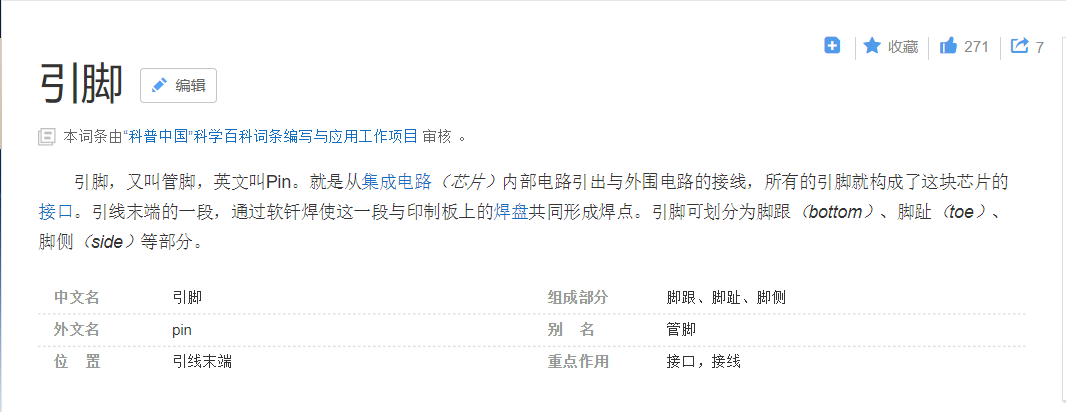 收藏 271 7
引脚 编辑
本词条由“科普中国”科学百科词条编写与应用工作项目 审核 。
引脚，又叫管脚，英文叫Pin。就是从集成电路（芯片）内部电路引出与外围电路的接线，所有的引脚就构成了这块芯片的
接口。引线末端的一段，通过软钎焊使这一段与印制板上的焊盘共同形成焊点。引脚可划分为脚跟（bottom）、脚趾（toe）、
脚侧（side）等部分。
中文名 引脚 组成部分 脚跟、脚趾、脚侧
外文名 pin 别 名 管脚
位 置 引线末端 重点作用 接口，接线